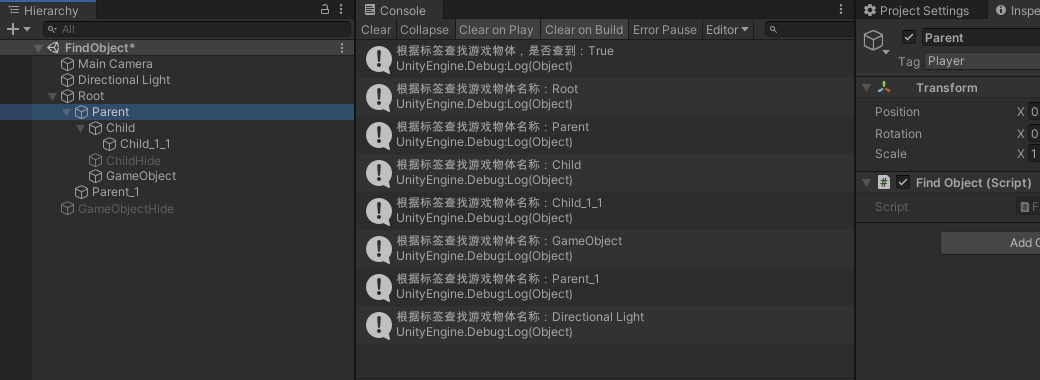 Hierarchy
All
FindObject*
Main Camera
Directional Light
Root
Parent
Child
Child_1_1
ChildHide
GameObject
Parent_1
GameObjectHide
Console
Clear Collapse Clear on Play Clear on Build Error Pause Editor
根据标签查找游戏物体，是否查到：True
UnityEngine.Debug:Log(Object)
根据标签查找游戏物体名称：Root
UnityEngine.Debug:Log(Object)
根据标签查找游戏物体名称：Parent
UnityEngine.Debug:Log(Object)
根据标签查找游戏物体名称：Child
UnityEngine.Debug:Log(Object)
根据标签查找游戏物体名称：Child_1_1
UnityEngine.Debug:Log(Object)
根据标签查找游戏物体名称：GameObject
UnityEngine.Debug:Log(Object)
根据标签查找游戏物体名称：Parent_1
UnityEngine.Debug:Log(Object)
根据标签查找游戏物体名称：Directional Light
UnityEngine.Debug:Log(Object)
Project Settings Inspe
Parent
Tag Player
Transform
Position X 0
Rotation X 0
Scale X 1
# Find Object (Script)
Script F
Add C